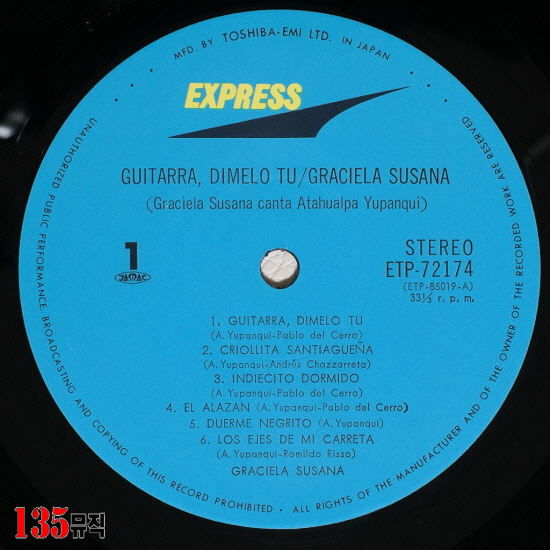 MFD. BY TOSHIBA-EMI LTD. IN JAPAN
EXPRESS
GUITARRA, DIMELO TU/GRACIELA SUSANA
(Graciela Susana canta Atahualpa Yupanqui)
1
JASRAC
STEREO
ETP-72174
(ETP-85019-A)
33⅓ r. p. m.
1. GUITARRA, DIMELO TU
(A. Yupanqui-Pablo del Cerro)
2. CRIOLLITA SANTIAGUEÑA
(A. Yupanqui-Andrés Chazzarreta)
3. INDIECITO DORMIDO
(A. Yupanqui-Pablo del Cerro)
4. EL ALAZAN (A. Yupanqui-Pablo del Cerro)
5. DUERME NEGRITO (A. Yupanqui)
6. LOS EJES DE MI CARRETA
(A. Yupanqui-Romildo Risso)
GRACIELA SUSANA
UNAUTHORIZED PUBLIC PERFORMANCE, BROADCASTING AND COPYING OF THIS RECORD PROHIBITED • ALL RIGHTS OF THE MANUFACTURER AND OF THE OWNER OF THE RECORDED WORK ARE RESERVED
135뮤직